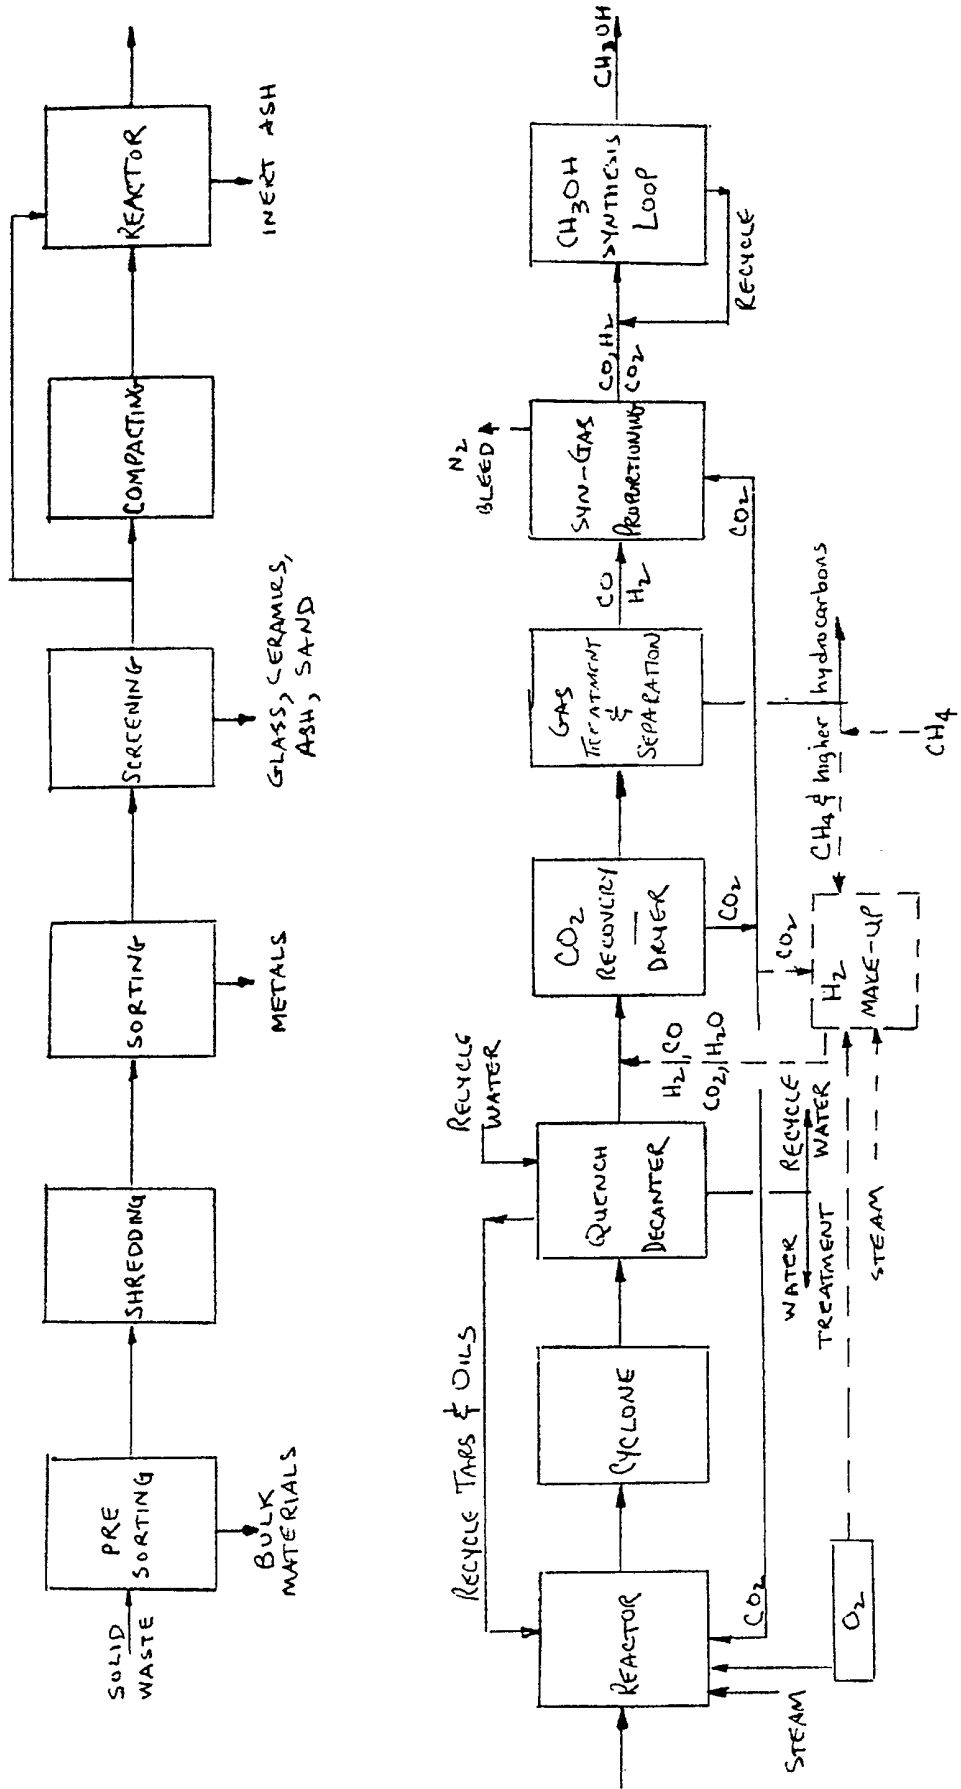 SOLID
WASTE
PRE
SORTING
BULK
MATERIALS
SHREDDING
SORTING
METALS
SCREENING
GLASS, CERAMICS,
ASH, SAND
COMPACTING
REACTOR
INERT ASH
REACTOR
STEAM
O2
CO2
RECYCLE TARS & OILS
CYCLONE
QUENCH
DECANTER
RECYCLE
WATER
WATER
TREATMENT
RECYCLE
WATER
STEAM
H2, CO
CO2, H2O
CO2
RECOVERY
—
DRYER
CO2
CO2
H2
MAKE-UP
GAS
TREATMENT
&
SEPARATION
CH4 & higher hydrocarbons
CH4
CO
H2
CO2
SYN-GAS
PROPORTIONING
N2
BLEED
CO, H2
CO2
CH3OH
SYNTHESIS
LOOP
RECYCLE
CH3OH